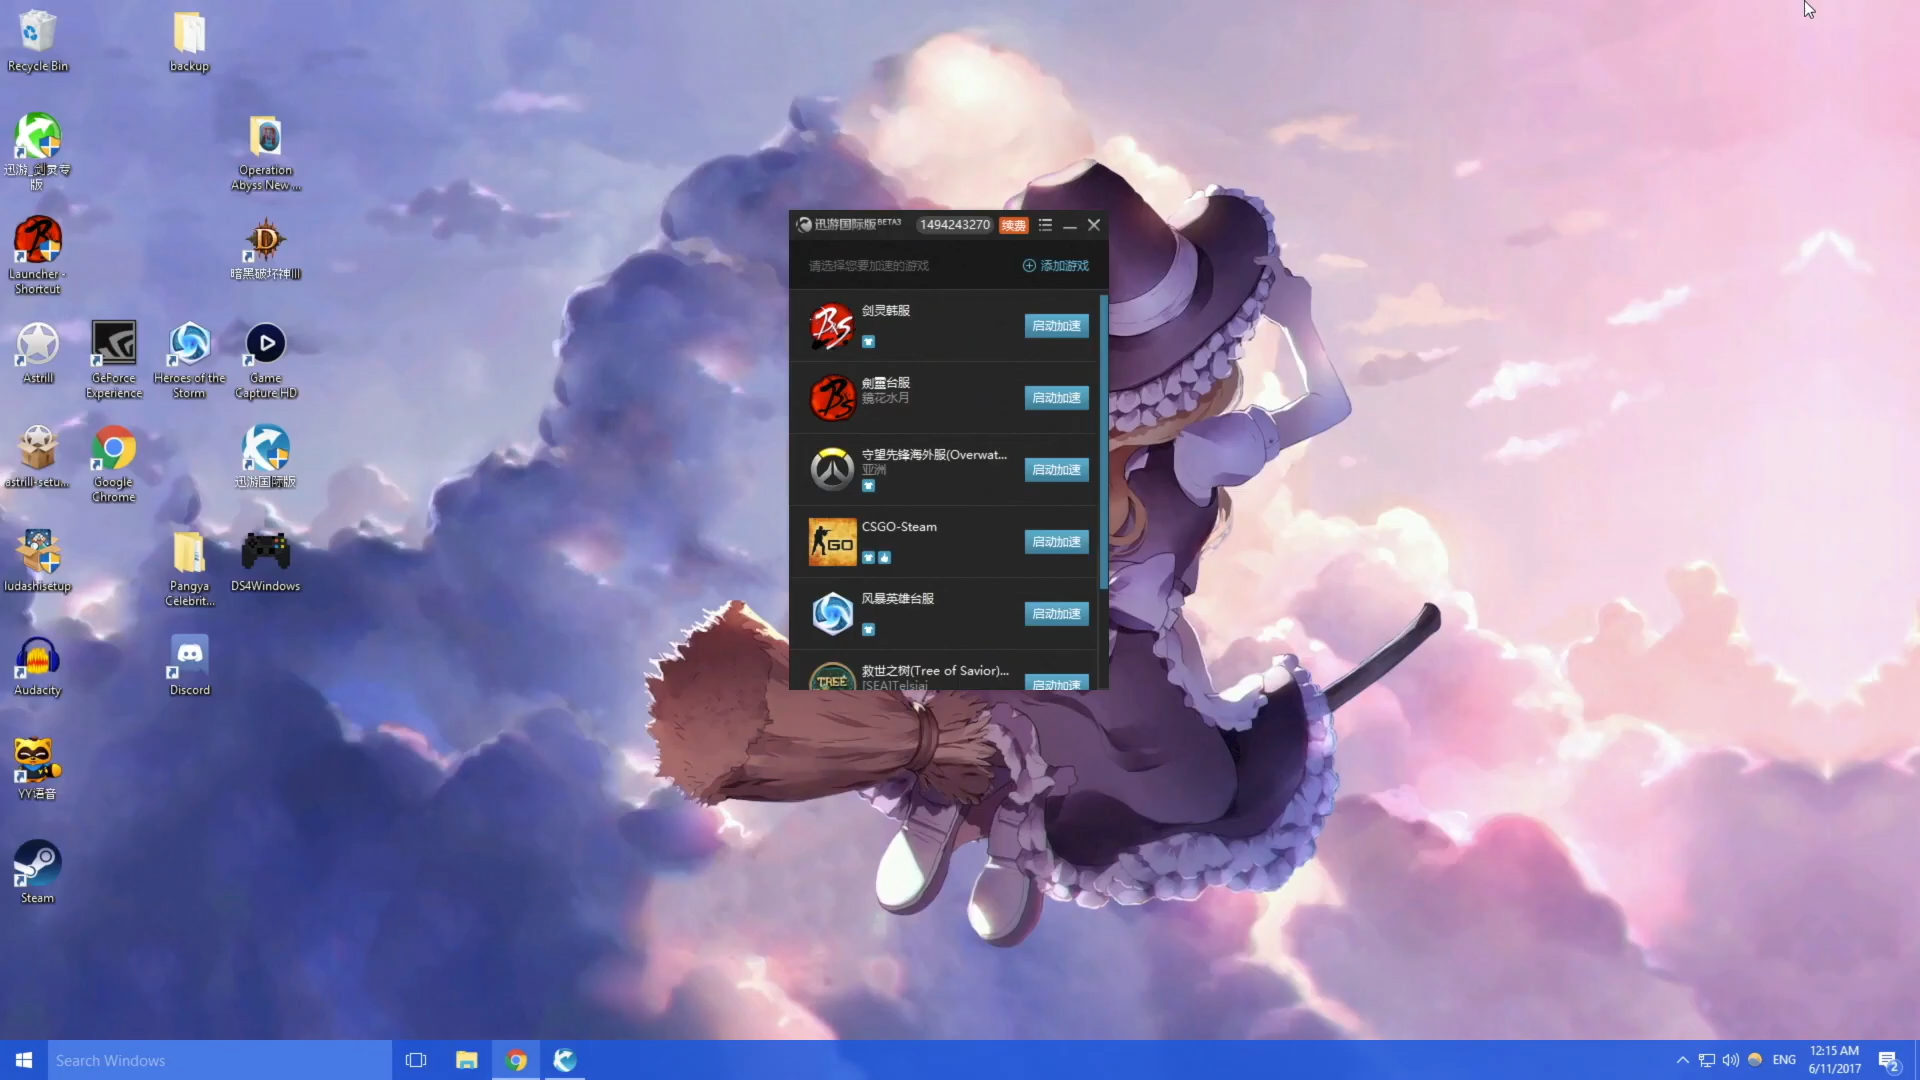 Recycle Bin
backup
迅游_剑灵专
版
Operation
Abyss New ...
Launcher -
Shortcut
暗黑破坏神III
Astrill
GeForce
Experience
Heroes of the
Storm
Game
Capture HD
astrill-setu...
Google
Chrome
迅游国际版
ludashisetup
Pangya
Celebrit...
DS4Windows
Audacity
Discord
YY语音
Steam
迅游国际版 BETA3
1494243270
续费
请选择您要加速的游戏
添加游戏
剑灵韩服
启动加速
劍靈台服
鏡花水月
启动加速
守望先锋海外服(Overwat...
亚洲
启动加速
CSGO-Steam
GO
启动加速
风暴英雄台服
启动加速
救世之树(Tree of Savior)...
[SEA]Telsiai
TREE
启动加速
Search Windows
ENG
12:15 AM
6/11/2017
2